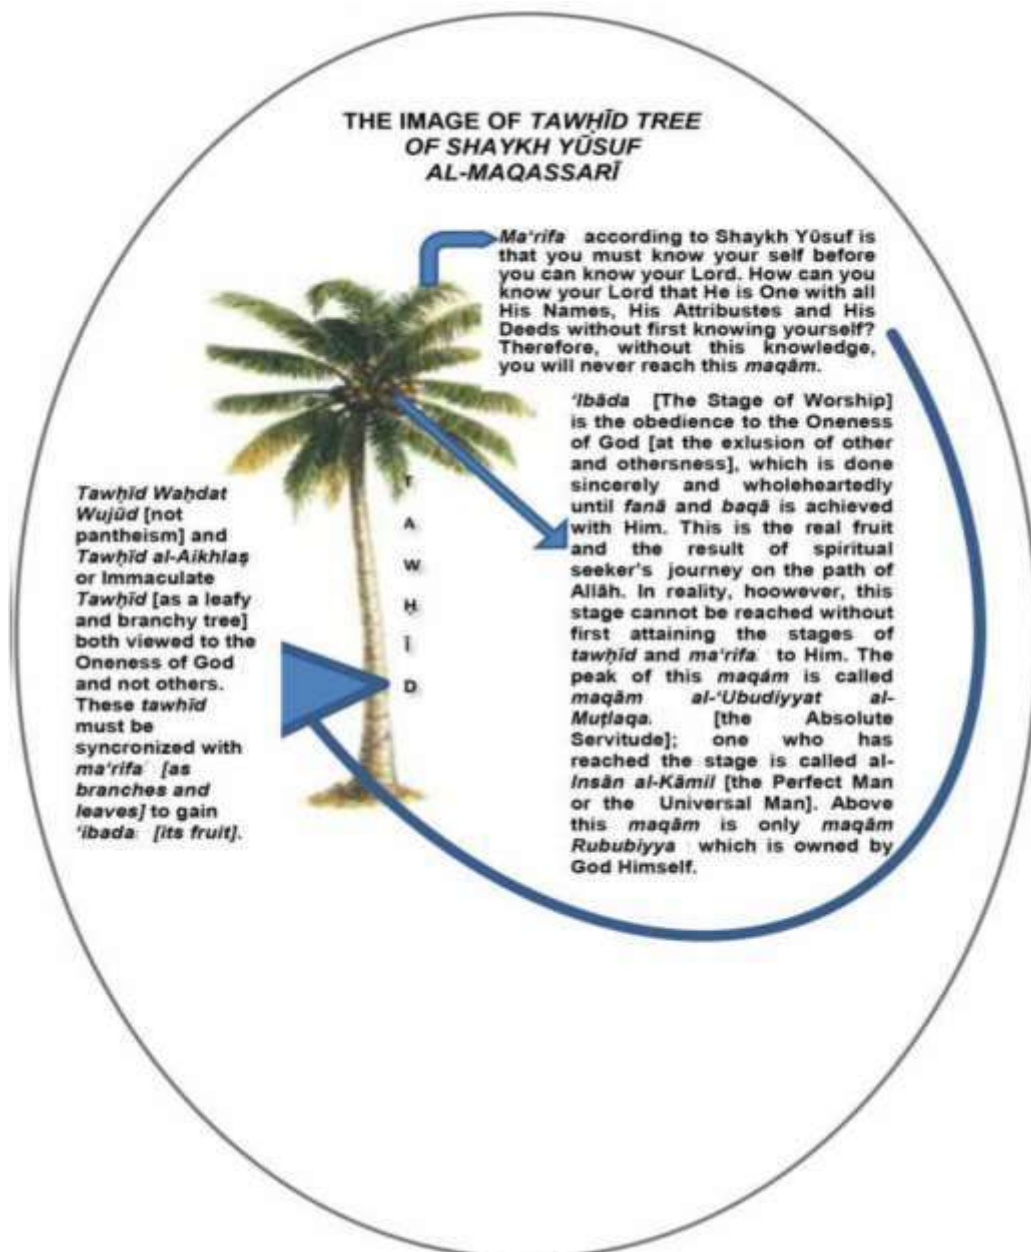 THE IMAGE OF TAWḤĪD TREE
OF SHAYKH YŪSUF
AL-MAQASSARĪ
Ma‘rifa according to Shaykh Yūsuf is
that you must know your self before
you can know your Lord. How can you
know your Lord that He is One with all
His Names, His Attribustes and His
Deeds without first knowing yourself?
Therefore, without this knowledge,
you will never reach this maqām.
‘Ibāda [The Stage of Worship]
is the obedience to the Oneness
of God [at the exlusion of other
and othersness], which is done
sincerely and wholeheartedly
until fanā and baqā is achieved
with Him. This is the real fruit
and the result of spiritual
seeker's journey on the path of
Allāh. In reality, hoowever, this
stage cannot be reached without
first attaining the stages of
tawḥīd and ma‘rifa to Him. The
peak of this maqām is called
maqām al-‘Ubudiyyat al-
Muṭlaqa. [the Absolute
Servitude]; one who has
reached the stage is called al-
Insān al-Kāmil [the Perfect Man
or the Universal Man]. Above
this maqām is only maqām
Rububiyya which is owned by
God Himself.
T
A
W
Ḥ
Ī
D
Tawḥīd Waḥdat
Wujūd [not
pantheism] and
Tawḥīd al-Aikhlaṣ
or Immaculate
Tawḥīd [as a leafy
and branchy tree]
both viewed to the
Oneness of God
and not others.
These tawḥīd
must be
syncronized with
ma‘rifa [as
branches and
leaves] to gain
‘ibada [its fruit].